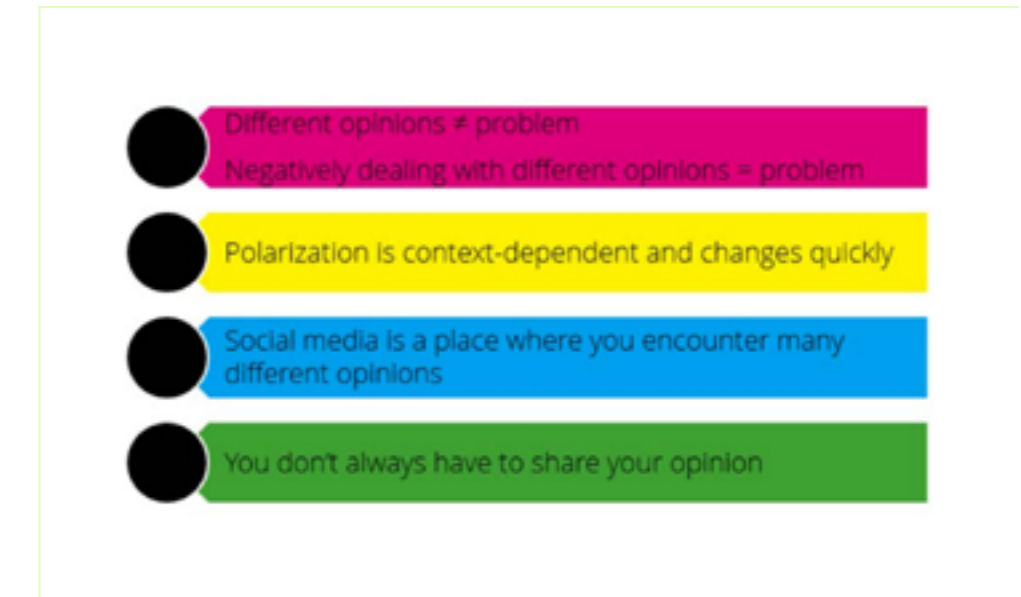 Different opinions ≠ problem
Negatively dealing with different opinions = problem
Polarization is context-dependent and changes quickly
Social media is a place where you encounter many
different opinions
You don't always have to share your opinion